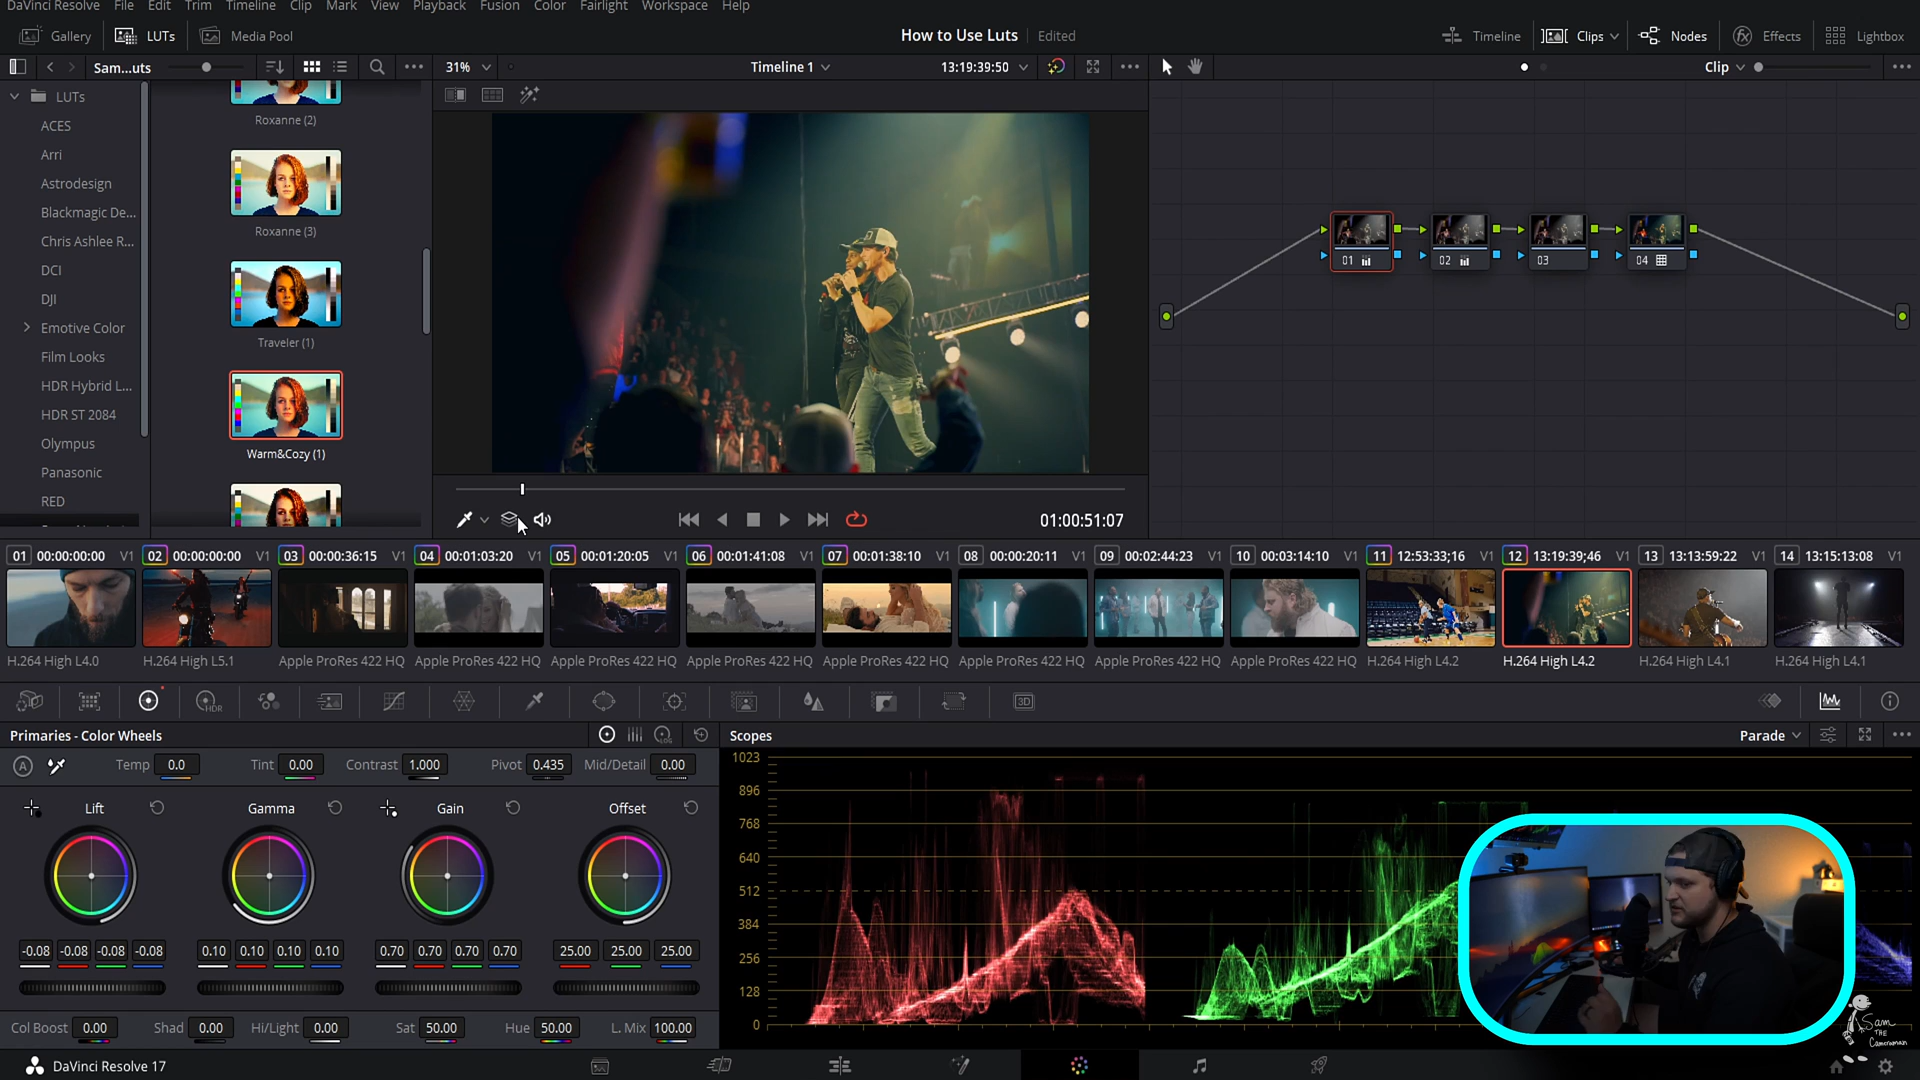 DaVinci Resolve File Edit Trim Timeline Clip Mark View Playback Fusion Color Fairlight Workspace Help
Gallery LUTs Media Pool How to Use Luts Edited Timeline Clips Nodes Effects Lightbox
Sam...uts 31% Timeline 1 13:19:39:50 Clip
LUTs
ACES
Arri
Astrodesign
Blackmagic De...
Chris Ashlee R...
DCI
DJI
Emotive Color
Film Looks
HDR Hybrid L...
HDR ST 2084
Olympus
Panasonic
RED
Roxanne (2)
Roxanne (3)
Traveler (1)
Warm&Cozy (1)
01 02 03 04
01:00:51:07
01 00:00:00:00 V1 02 00:00:00:00 V1 03 00:00:36:15 V1 04 00:01:03:20 V1 05 00:01:20:05 V1 06 00:01:41:08 V1 07 00:01:38:10 V1 08 00:00:20:11 V1 09 00:02:44:23 V1 10 00:03:14:10 V1 11 12:53:33;16 V1 12 13:19:39;46 V1 13 13:13:59:22 V1 14 13:15:13:08 V1
H.264 High L4.0 H.264 High L5.1 Apple ProRes 422 HQ Apple ProRes 422 HQ Apple ProRes 422 HQ Apple ProRes 422 HQ Apple ProRes 422 HQ Apple ProRes 422 HQ Apple ProRes 422 HQ Apple ProRes 422 HQ H.264 High L4.2 H.264 High L4.2 H.264 High L4.1 H.264 High L4.1
HDR 3D
Primaries - Color Wheels LOG
A Temp 0.0 Tint 0.00 Contrast 1.000 Pivot 0.435 Mid/Detail 0.00
Lift Gamma Gain Offset
-0.08 -0.08 -0.08 -0.08 0.10 0.10 0.10 0.10 0.70 0.70 0.70 0.70 25.00 25.00 25.00
Col Boost 0.00 Shad 0.00 Hi/Light 0.00 Sat 50.00 Hue 50.00 L. Mix 100.00
Scopes Parade
1023
896
768
640
512
384
256
128
0
Sam
THE
Cameraman
DaVinci Resolve 17